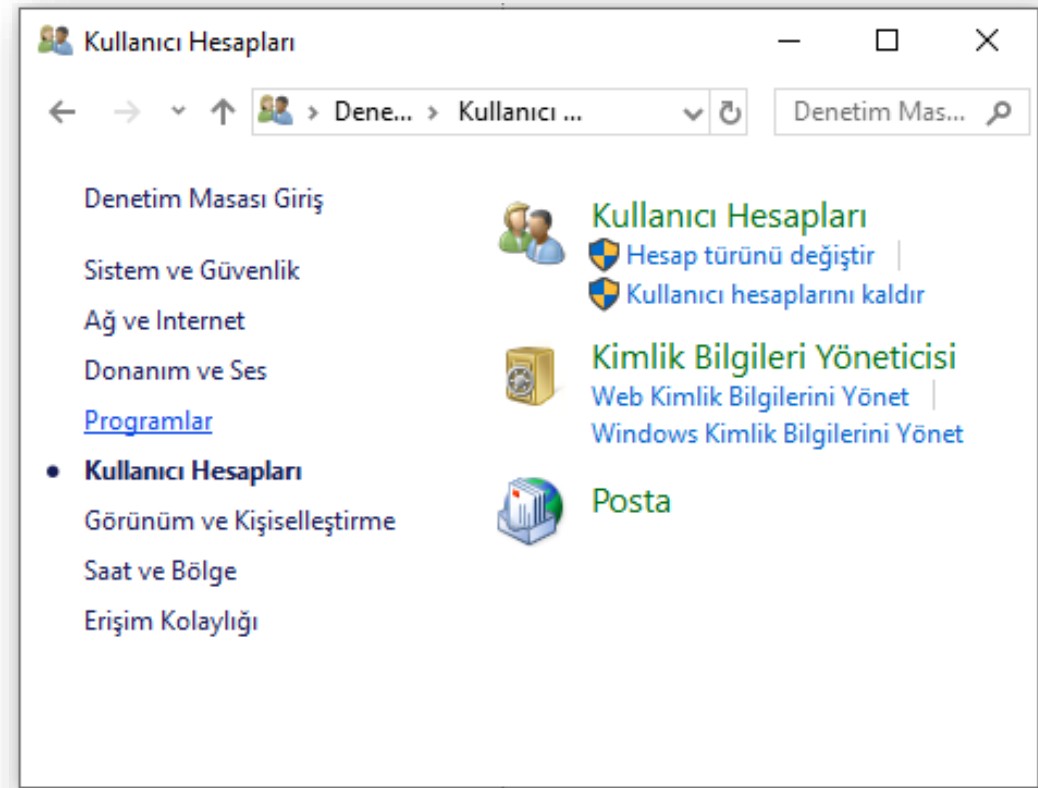 Kullanıcı Hesapları
Dene... Kullanıcı ... Denetim Mas...
Denetim Masası Giriş
Sistem ve Güvenlik
Ağ ve Internet
Donanım ve Ses
Programlar
Kullanıcı Hesapları
Görünüm ve Kişiselleştirme
Saat ve Bölge
Erişim Kolaylığı
Kullanıcı Hesapları
Hesap türünü değiştir
Kullanıcı hesaplarını kaldır
Kimlik Bilgileri Yöneticisi
Web Kimlik Bilgilerini Yönet
Windows Kimlik Bilgilerini Yönet
Posta